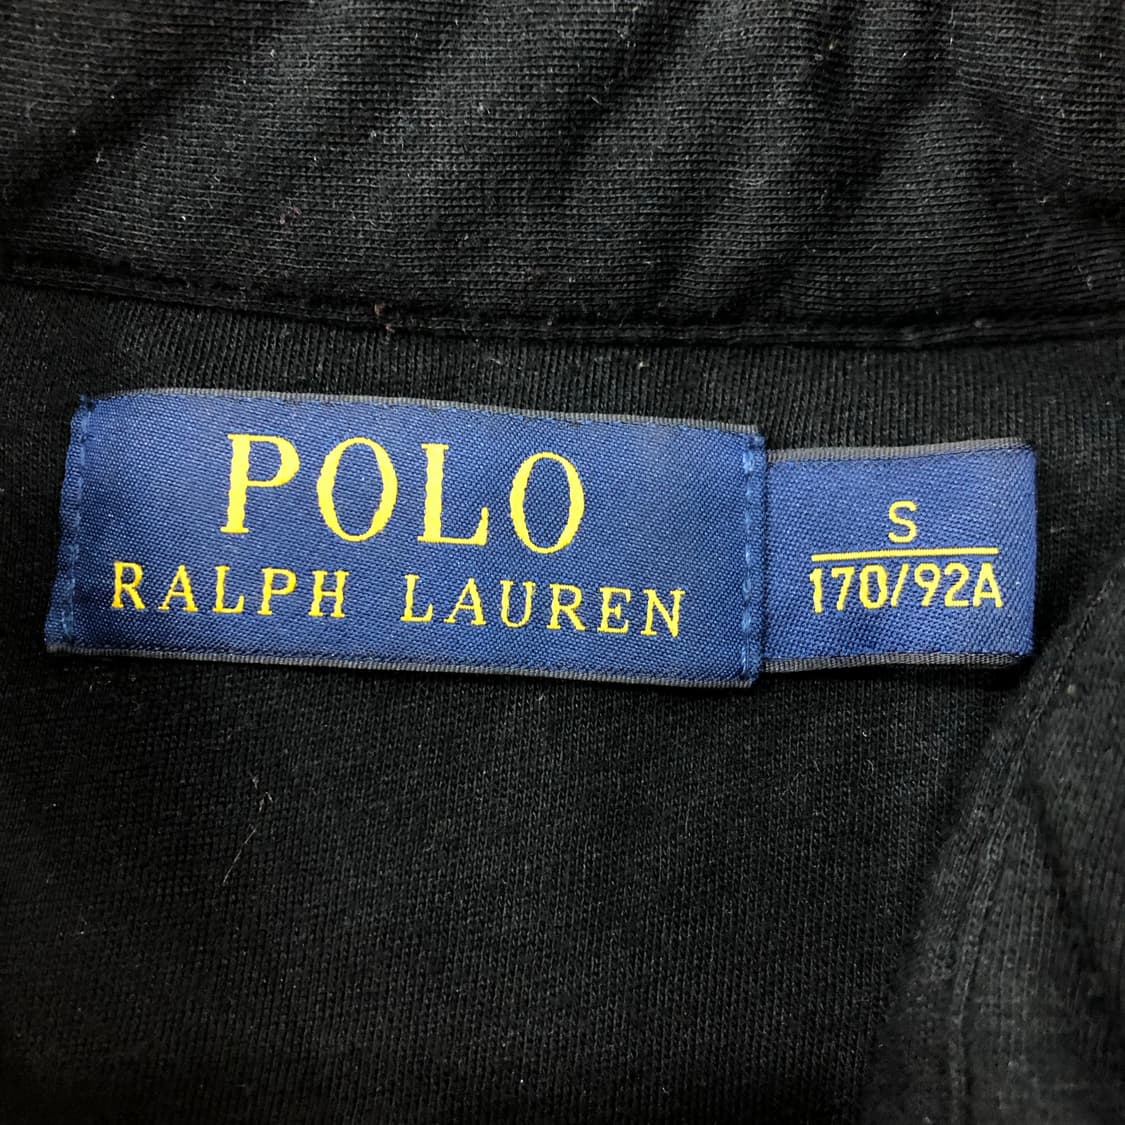 POLO
RALPH LAUREN
S
170/92A